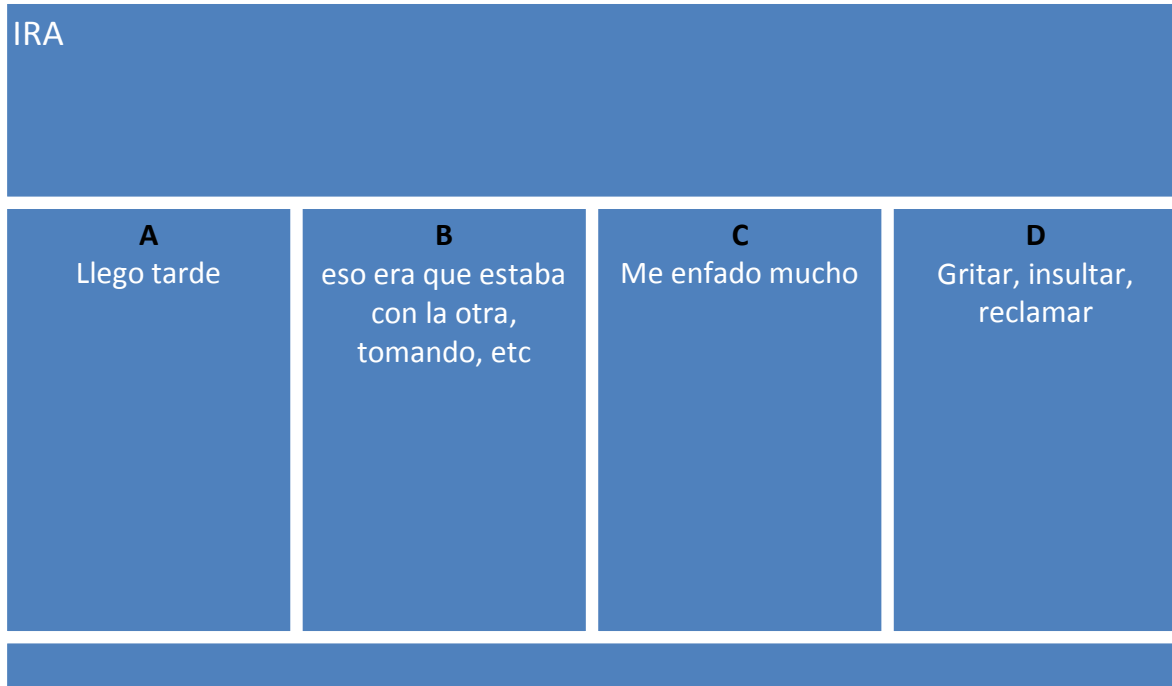 IRA
A
Llego tarde
B
eso era que estaba
con la otra,
tomando, etc
C
Me enfado mucho
D
Gritar, insultar,
reclamar